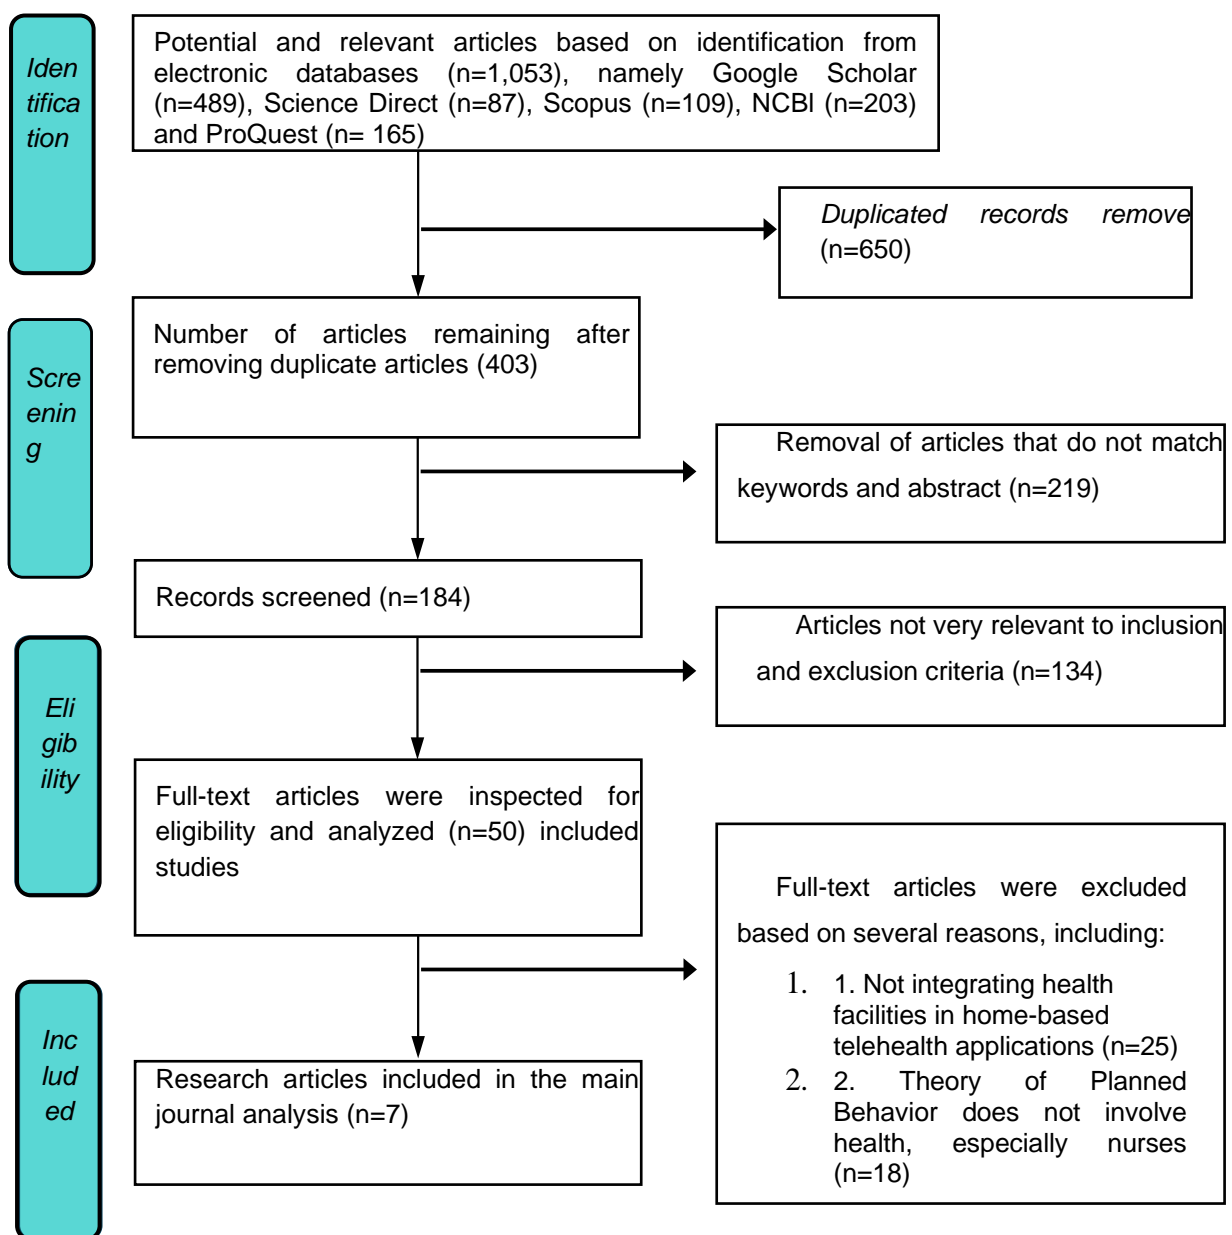 Iden
tifica
tion
Potential and relevant articles based on identification from
electronic databases (n=1,053), namely Google Scholar
(n=489), Science Direct (n=87), Scopus (n=109), NCBI (n=203)
and ProQuest (n= 165)
Duplicated records remove
(n=650)
Scre
enin
g
Number of articles remaining after
removing duplicate articles (403)
Removal of articles that do not match
keywords and abstract (n=219)
Records screened (n=184)
Articles not very relevant to inclusion
and exclusion criteria (n=134)
Eli
gib
ility
Full-text articles were inspected for
eligibility and analyzed (n=50) included
studies
Full-text articles were excluded
based on several reasons, including:
1. 1. Not integrating health
facilities in home-based
telehealth applications (n=25)
2. 2. Theory of Planned
Behavior does not involve
health, especially nurses
(n=18)
Inc
lud
ed
Research articles included in the main
journal analysis (n=7)